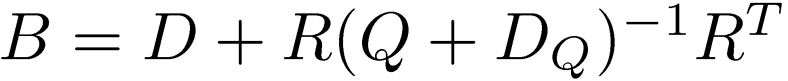 B = D + R(Q + D_Q)^{-1}R^T